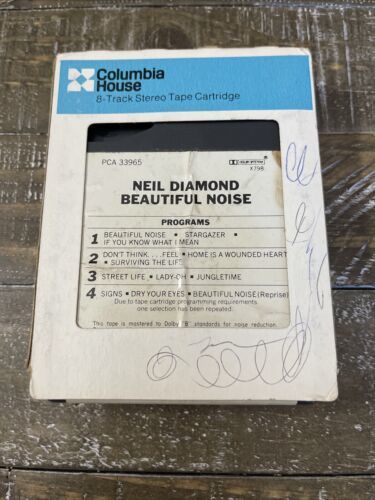 Columbia
House
8-Track Stereo Tape Cartridge
PCA 33965
DOLBY SYSTEM
X798
NEIL DIAMOND
BEAUTIFUL NOISE
PROGRAMS
1 BEAUTIFUL NOISE ▪ STARGAZER ▪
IF YOU KNOW WHAT I MEAN
2 DON'T THINK. . .FEEL ▪ HOME IS A WOUNDED HEART
▪ SURVIVING THE LIFE
3 STREET LIFE ▪ LADY-OH ▪ JUNGLETIME
4 SIGNS ▪ DRY YOUR EYES ▪ BEAUTIFUL NOISE (Reprise)
Due to tape cartridge programming requirements
one selection has been repeated.
This tape is mastered to Dolby "B" standards for noise reduction.